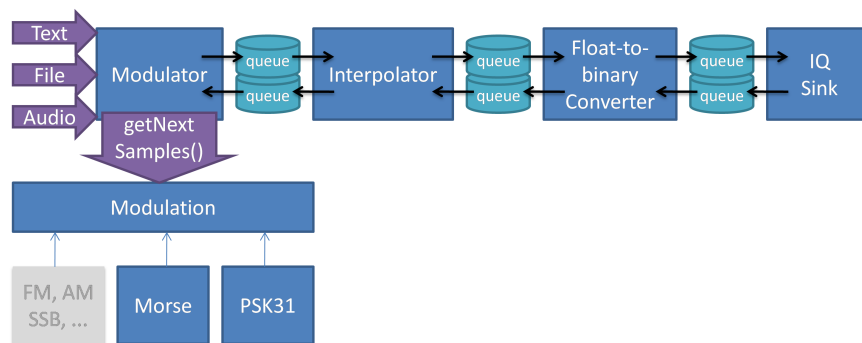 Text
File
Audio
Modulator
queue
queue
Interpolator
queue
queue
Float-to-
binary
Converter
queue
queue
IQ
Sink
getNext
Samples()
Modulation
FM, AM
SSB, ...
Morse
PSK31